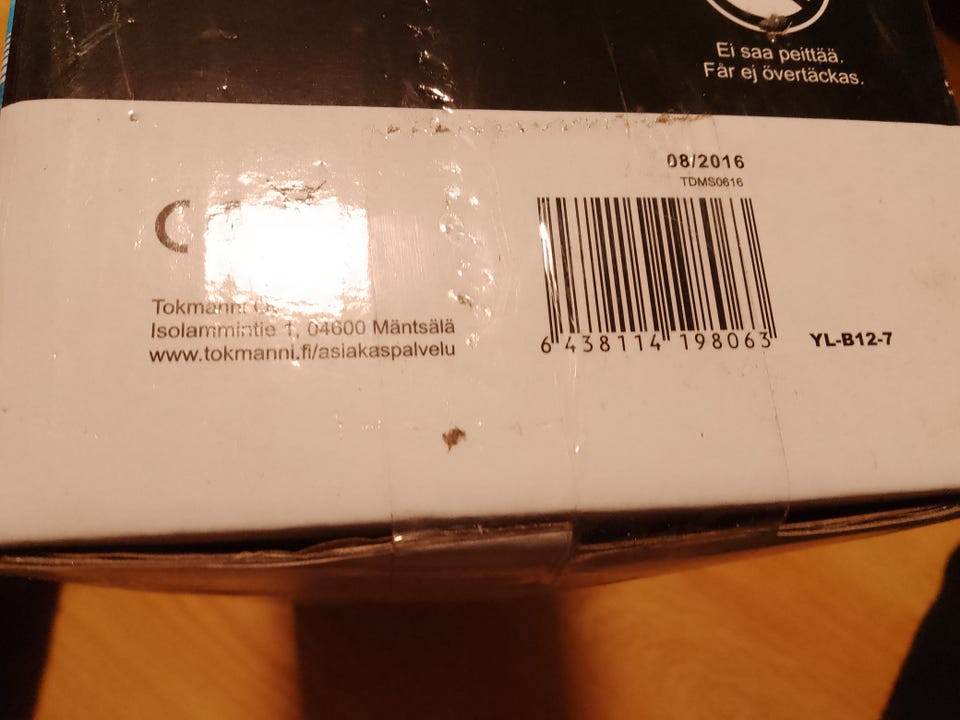 Ei saa peittää.
Får ej övertäckas.
08/2016
TDMS0616
6 438114 198063
YL-B12-7
Tokmanni
Isolammintie 1, 04600 Mäntsälä
www.tokmanni.fi/asiakaspalvelu